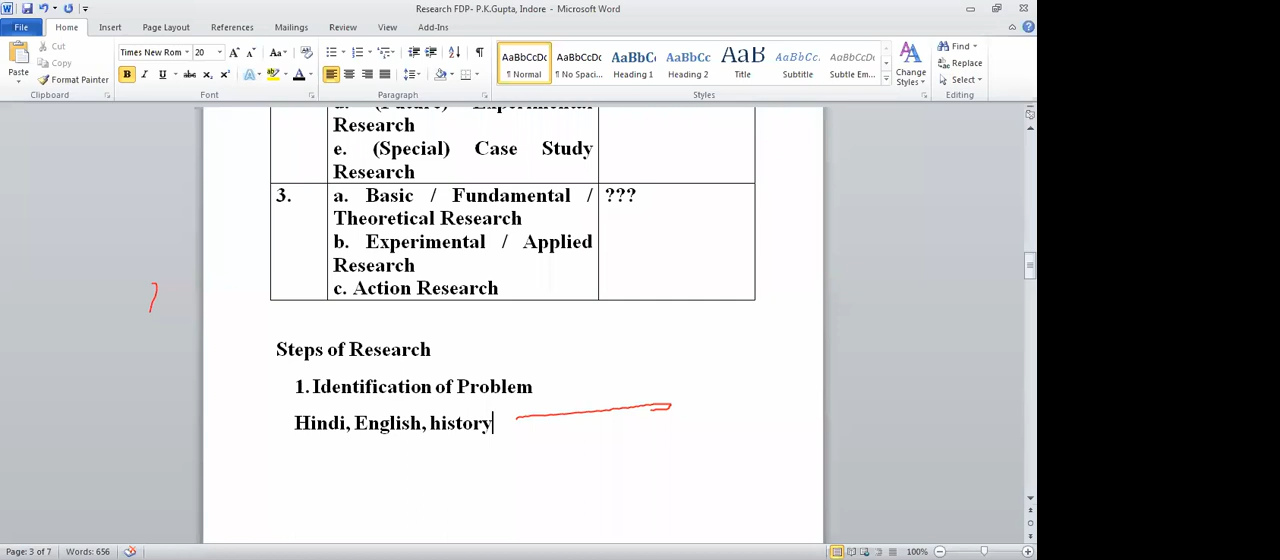 Research FDP- P.K.Gupta, Indore - Microsoft Word
File Home Insert Page Layout References Mailings Review View Add-Ins
Cut
Copy
Format Painter
Paste
Clipboard
Times New Rom 20
Font
Paragraph
AaBbCcDc AaBbCcDc AaBbC AaBbCc AaB AaBbCc. AaBbCcDc
¶ Normal ¶ No Spaci... Heading 1 Heading 2 Title Subtitle Subtle Em...
Styles
Change Styles
Find
Replace
Select
Editing
d. (Future) Experimental
Research
e. (Special) Case Study
Research
3. a. Basic / Fundamental / ???
Theoretical Research
b. Experimental / Applied
Research
c. Action Research
Steps of Research
1. Identification of Problem
Hindi, English, history
Page: 3 of 7 Words: 656 100%